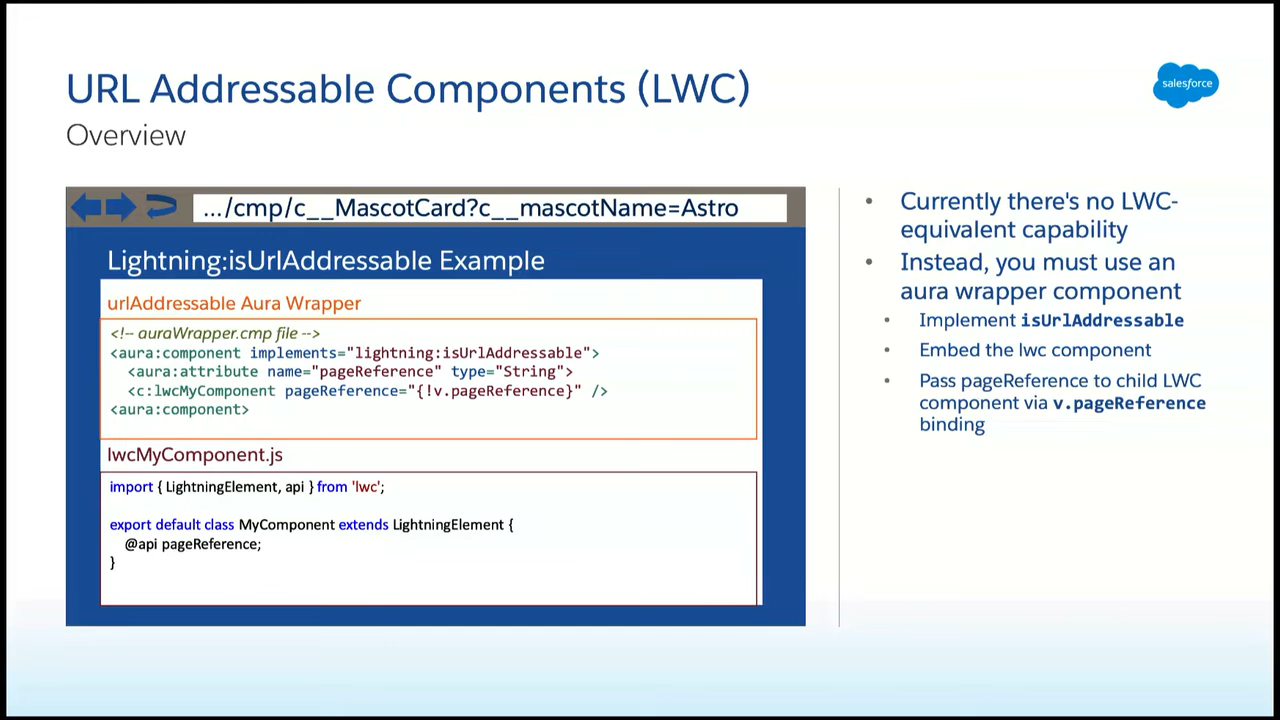 URL Addressable Components (LWC)
salesforce
Overview
.../cmp/c__MascotCard?c__mascotName=Astro
Lightning:isUrlAddressable Example
urlAddressable Aura Wrapper
<!-- auraWrapper.cmp file -->
<aura:component implements="lightning:isUrlAddressable">
<aura:attribute name="pageReference" type="String">
<c:lwcMyComponent pageReference="{!v.pageReference}" />
<aura:component>
lwcMyComponent.js
import { LightningElement, api } from 'lwc';
export default class MyComponent extends LightningElement {
@api pageReference;
}
• Currently there's no LWC-
equivalent capability
• Instead, you must use an
aura wrapper component
• Implement isUrlAddressable
• Embed the lwc component
• Pass pageReference to child LWC
component via v.pageReference
binding